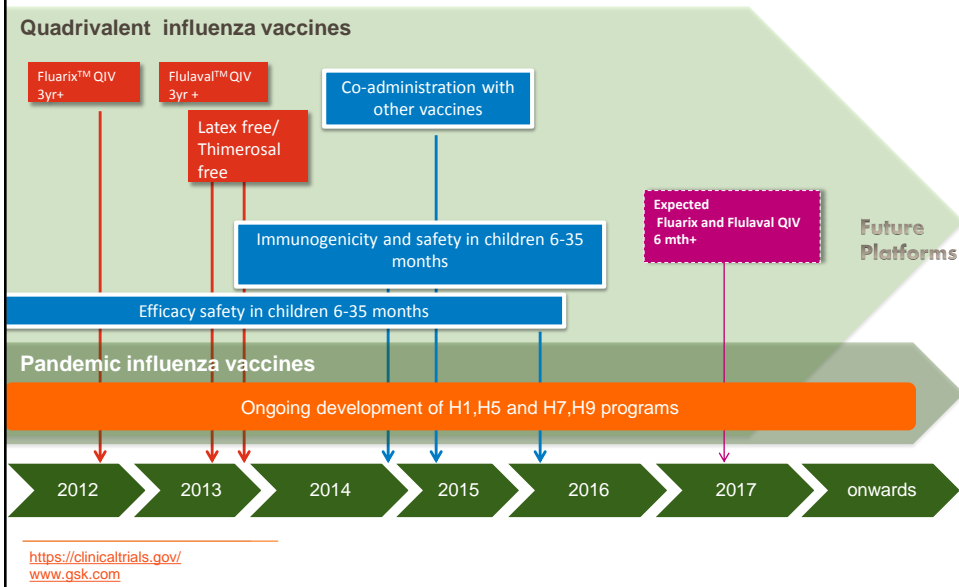 Quadrivalent influenza vaccines
Fluarix™ QIV
3yr+
Flulaval™ QIV
3yr +
Latex free/
Thimerosal
free
Co-administration with
other vaccines
Expected
Fluarix and Flulaval QIV
6 mth+
Future
Platforms
Immunogenicity and safety in children 6-35
months
Efficacy safety in children 6-35 months
Pandemic influenza vaccines
Ongoing development of H1,H5 and H7,H9 programs
2012
2013
2014
2015
2016
2017
onwards
https://clinicaltrials.gov/
www.gsk.com